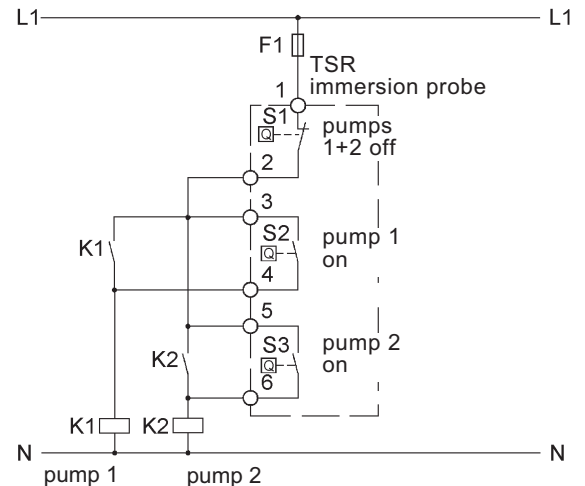 L1 L1
F1
TSR
immersion probe
1
S1
Q
pumps
1+2 off
2
3
K1
S2
Q
pump 1
on
4
5
K2
S3
Q
pump 2
on
6
K1 K2
N N
pump 1 pump 2